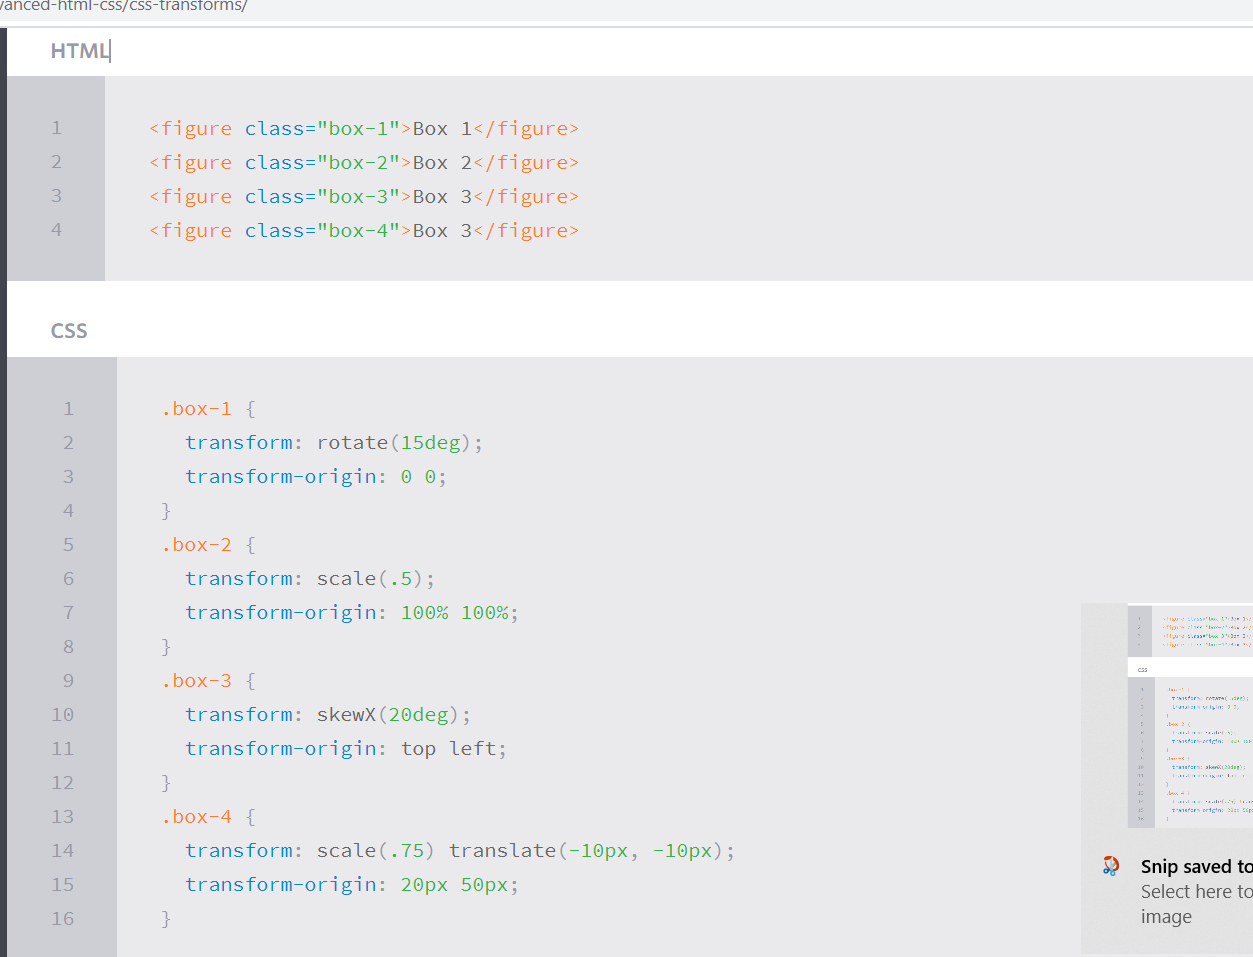 vanced-html-css/css-transforms/
HTML
1 <figure class="box-1">Box 1</figure>
2 <figure class="box-2">Box 2</figure>
3 <figure class="box-3">Box 3</figure>
4 <figure class="box-4">Box 3</figure>
CSS
1 .box-1 {
2 transform: rotate(15deg);
3 transform-origin: 0 0;
4 }
5 .box-2 {
6 transform: scale(.5);
7 transform-origin: 100% 100%;
8 }
9 .box-3 {
10 transform: skewX(20deg);
11 transform-origin: top left;
12 }
13 .box-4 {
14 transform: scale(.75) translate(-10px, -10px);
15 transform-origin: 20px 50px;
16 }
CSS
Snip saved to
Select here to
image